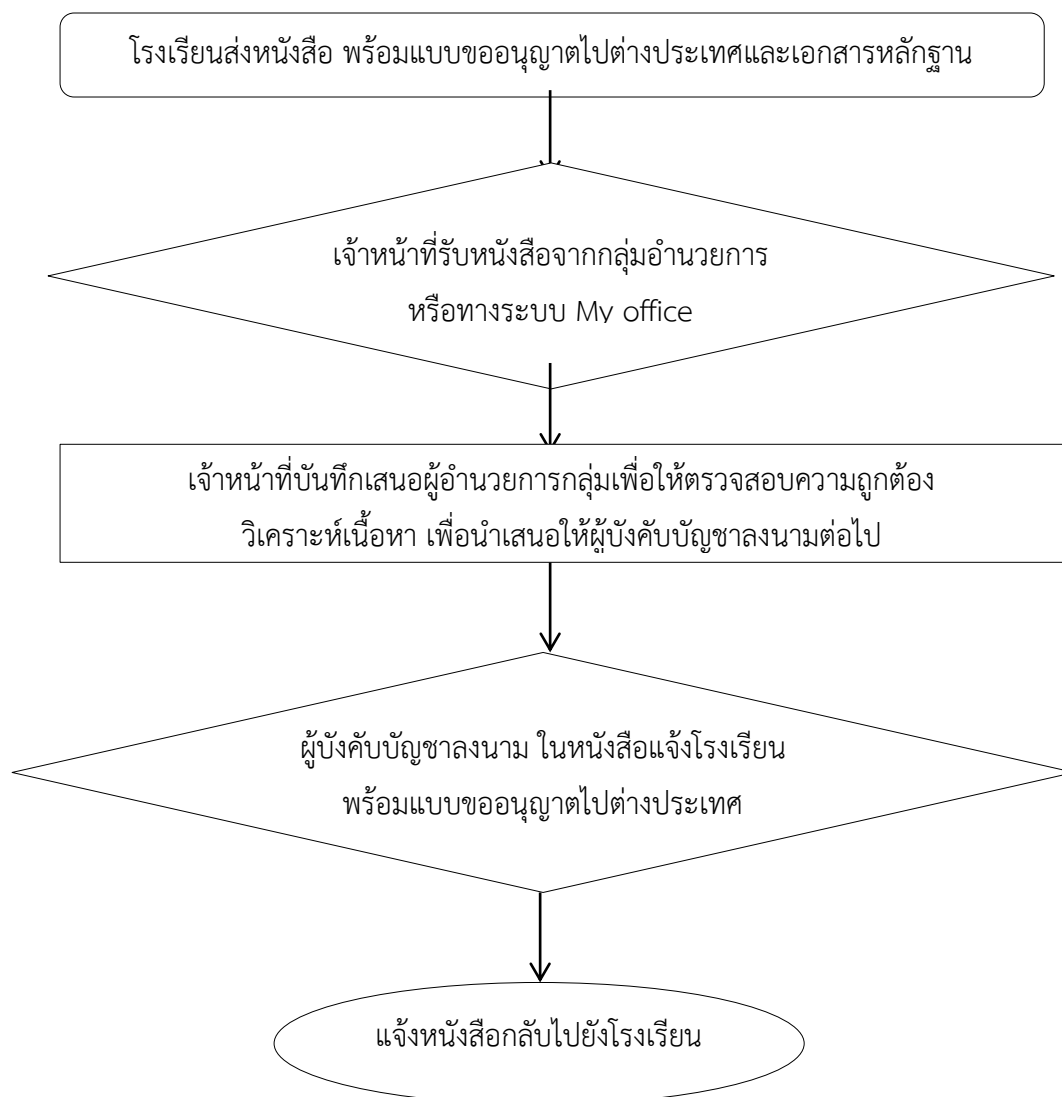 โรงเรียนส่งหนังสือ พร้อมแบบขออนุญาตไปต่างประเทศและเอกสารหลักฐาน
เจ้าหน้าที่รับหนังสือจากกลุ่มอำนวยการ
หรือทางระบบ My office
เจ้าหน้าที่บันทึกเสนอผู้อำนวยการกลุ่มเพื่อให้ตรวจสอบความถูกต้อง
วิเคราะห์เนื้อหา เพื่อนำเสนอให้ผู้บังคับบัญชาลงนามต่อไป
ผู้บังคับบัญชาลงนาม ในหนังสือแจ้งโรงเรียน
พร้อมแบบขออนุญาตไปต่างประเทศ
แจ้งหนังสือกลับไปยังโรงเรียน